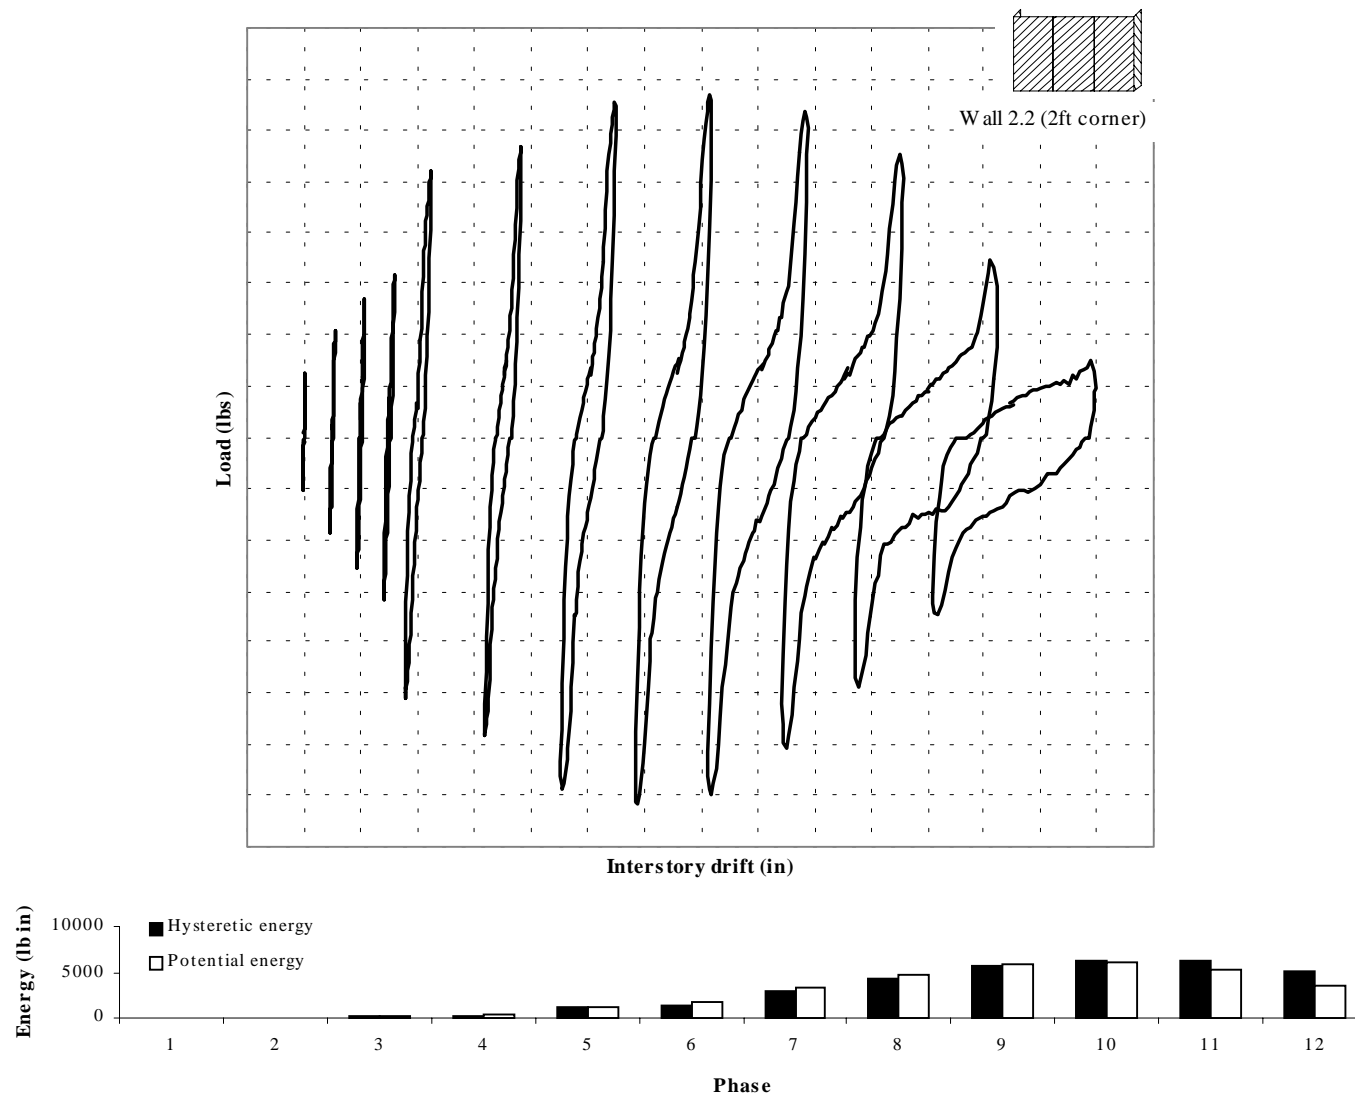 Wall 2.2 (2ft corner)
Load (lbs)
Interstory drift (in)
Energy (lb in)
10000
5000
0
Hysteretic energy
Potential energy
1 2 3 4 5 6 7 8 9 10 11 12
Phase